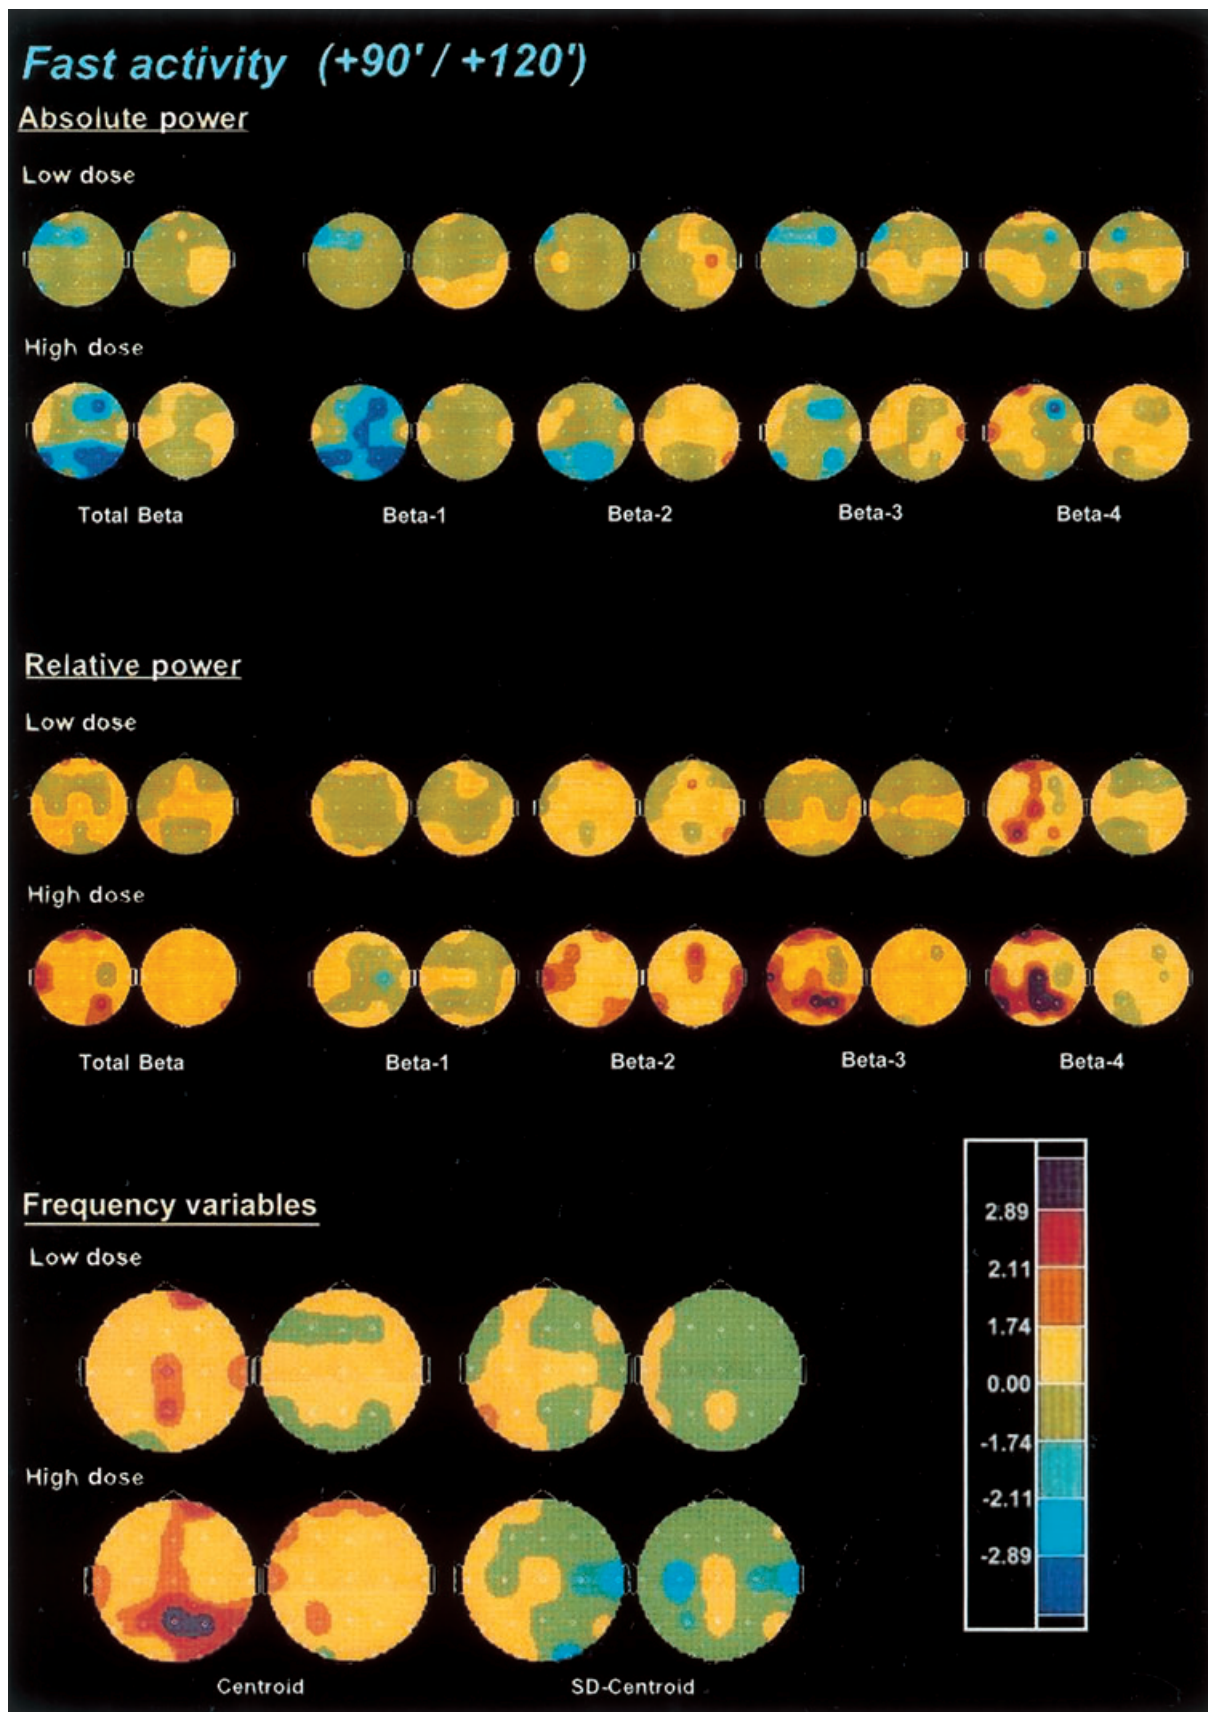 Fast activity (+90' / +120')
Absolute power
Low dose
High dose
Total Beta Beta-1 Beta-2 Beta-3 Beta-4
Relative power
Low dose
High dose
Total Beta Beta-1 Beta-2 Beta-3 Beta-4
Frequency variables
Low dose
High dose
Centroid SD-Centroid
2.89
2.11
1.74
0.00
-1.74
-2.11
-2.89